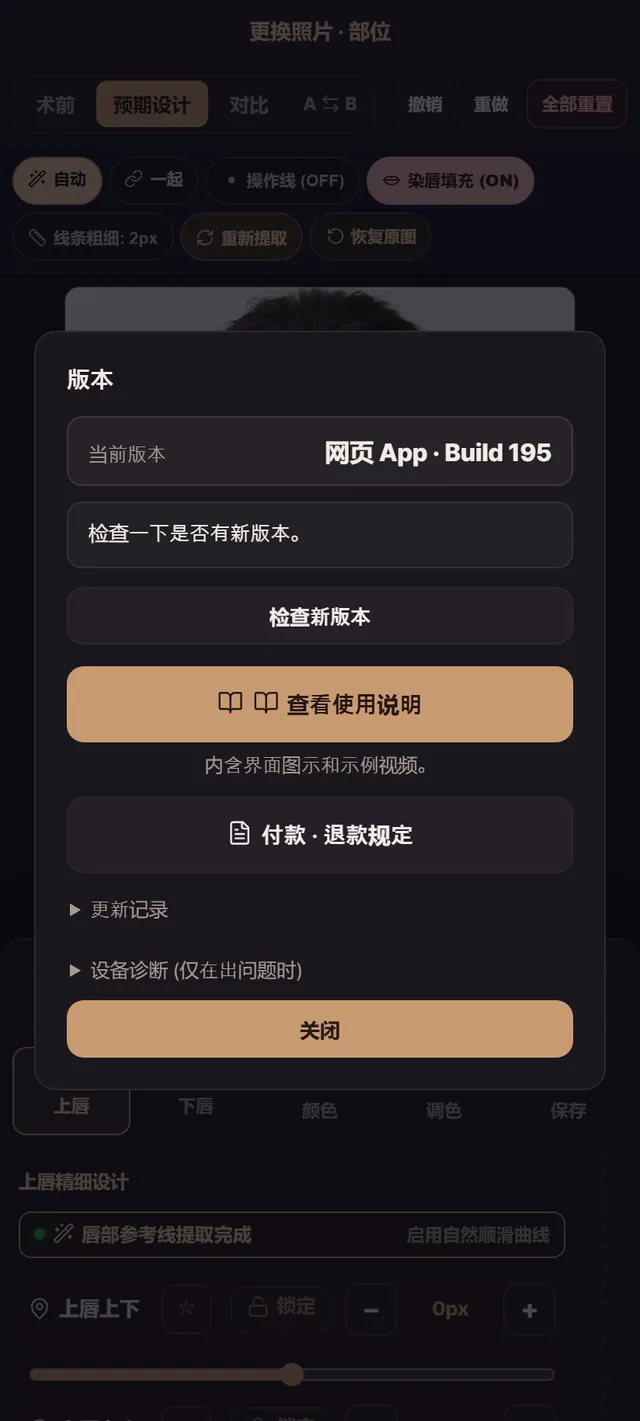 更换照片 · 部位
术前 预期设计 对比 A ⇆ B 撤销 重做 全部重置
自动 一起 • 操作线 (OFF) 染唇填充 (ON)
线条粗细: 2px 重新提取 恢复原图
版本
当前版本 网页 App · Build 195
检查一下是否有新版本。
检查新版本
查看使用说明
内含界面图示和示例视频。
付款 · 退款规定
▶ 更新记录
▶ 设备诊断 (仅在出问题时)
关闭
上唇 下唇 颜色 调色 保存
上唇精细设计
唇部参考线提取完成 启用自然顺滑曲线
上唇上下 ☆ 锁定 − 0px +